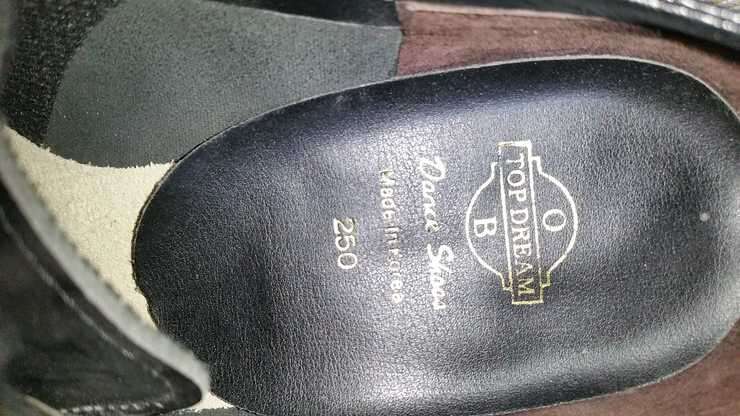 O
TOP DREAM
B
Dance Shoes
Made In Korea
250